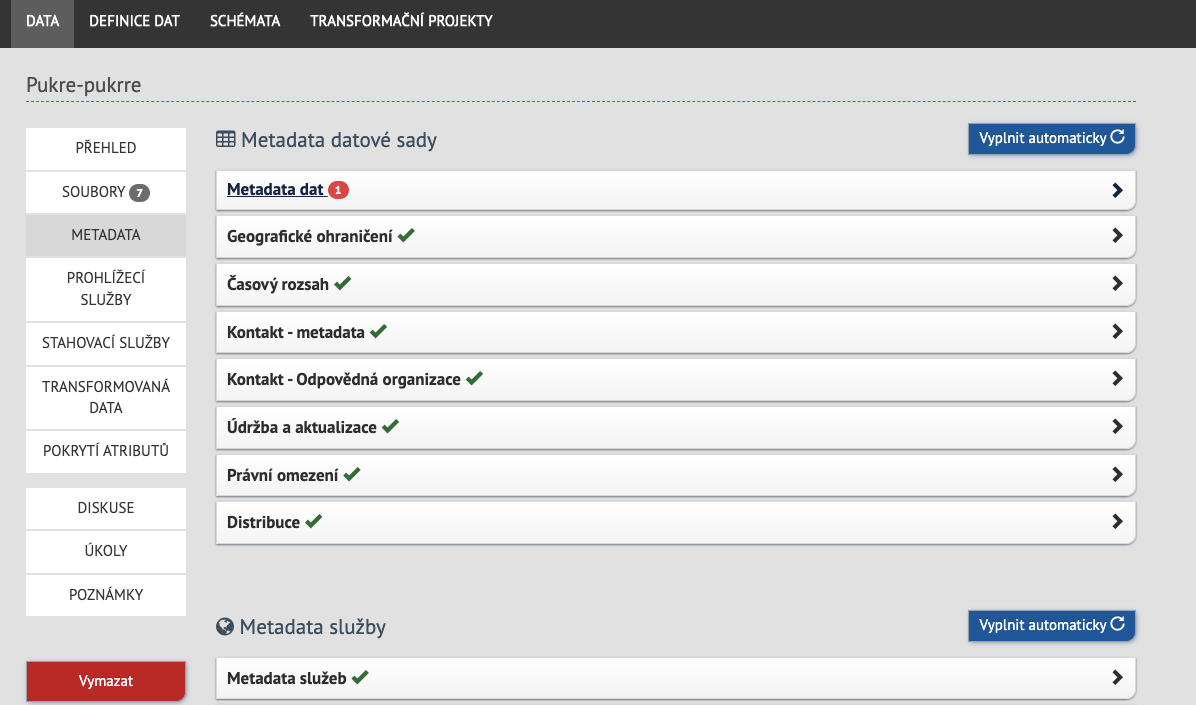 DATA DEFINICE DAT SCHÉMATA TRANSFORMAČNÍ PROJEKTY
Pukre-pukrre
PŘEHLED
SOUBORY 7
METADATA
PROHLÍŽECÍ
SLUŽBY
STAHOVACÍ SLUŽBY
TRANSFORMOVANÁ
DATA
POKRYTÍ ATRIBUTŮ
DISKUSE
ÚKOLY
POZNÁMKY
Vymazat
Metadata datové sady
Vyplnit automaticky
Metadata dat 1
Geografické ohraničení
Časový rozsah
Kontakt - metadata
Kontakt - Odpovědná organizace
Údržba a aktualizace
Právní omezení
Distribuce
Metadata služby
Vyplnit automaticky
Metadata služeb